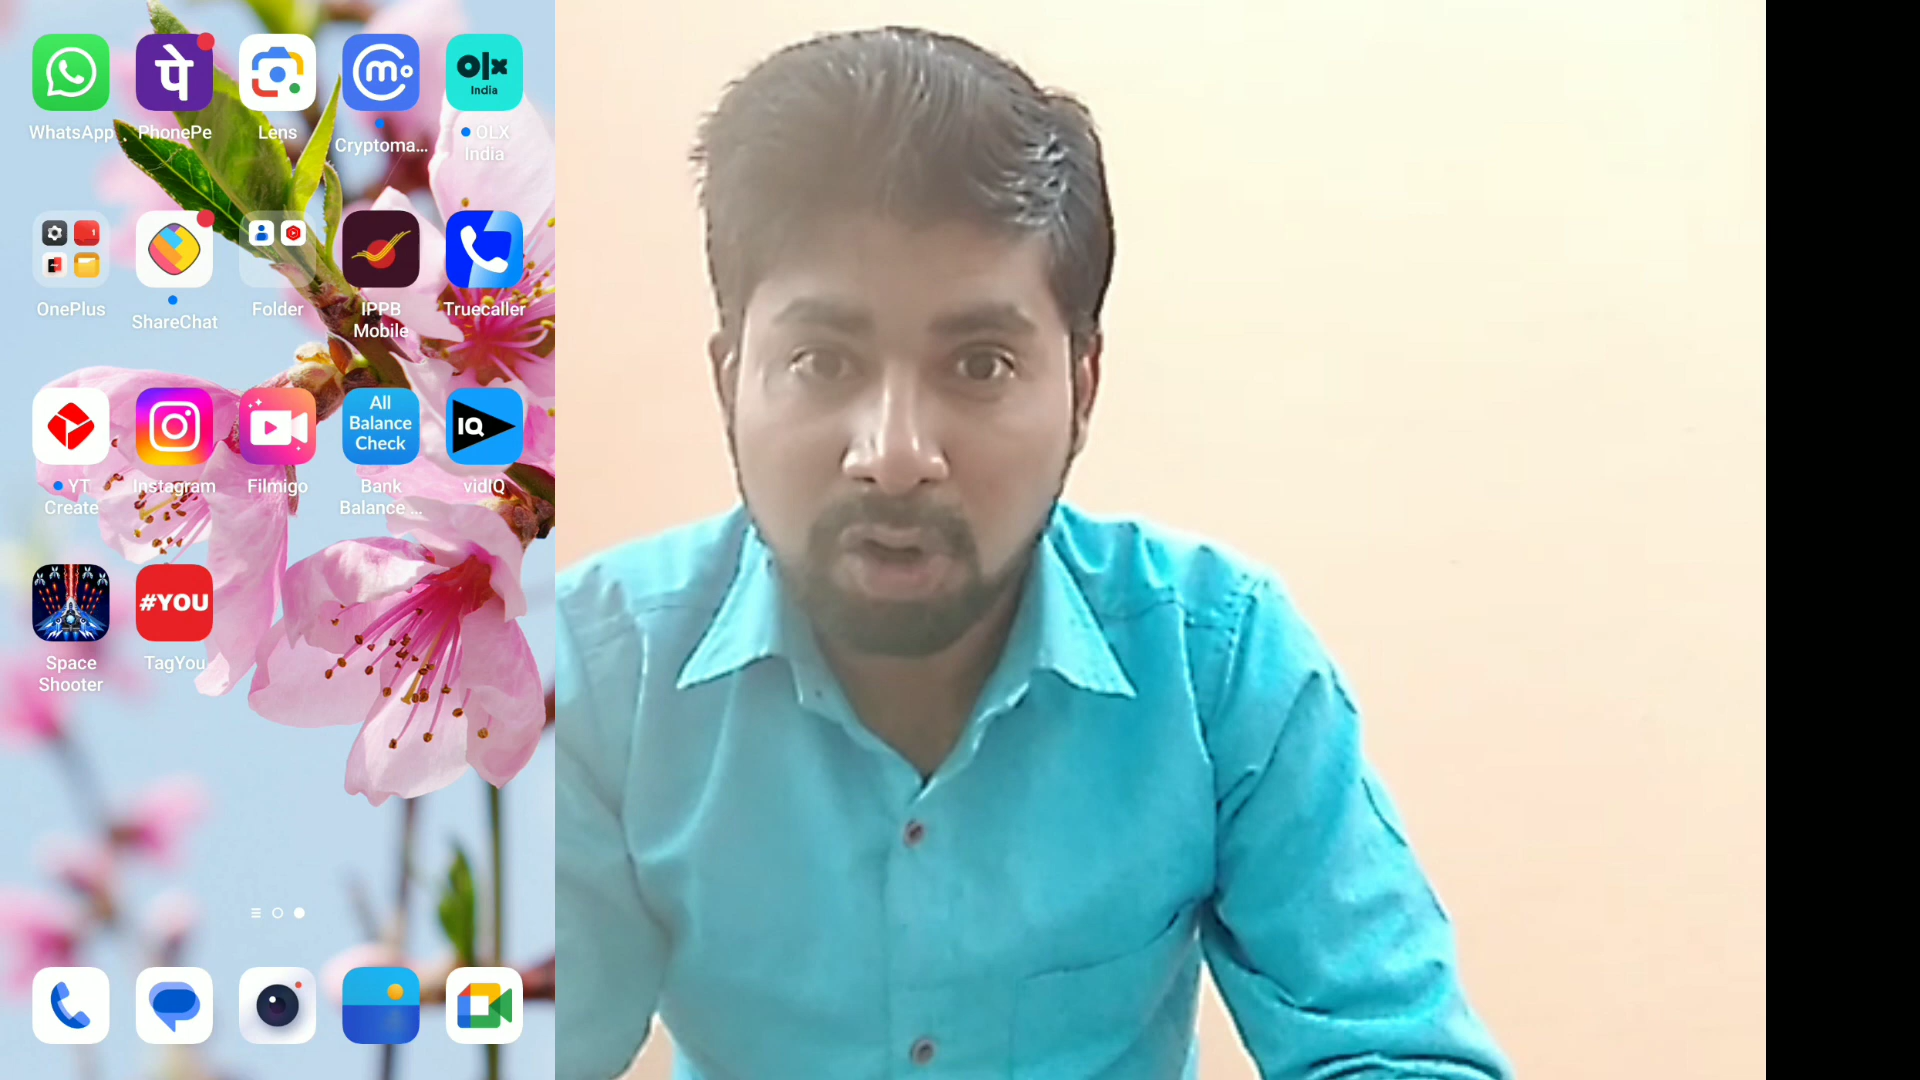 पे
m
olx
India
WhatsApp
PhonePe
Lens
Cryptoma...
OLX
India
1
OnePlus
ShareChat
Folder
IPPB
Mobile
Truecaller
All
Balance
Check
IQ
YT
Create
Instagram
Filmigo
Bank
Balance ...
vidIQ
#YOU
Space
Shooter
TagYou